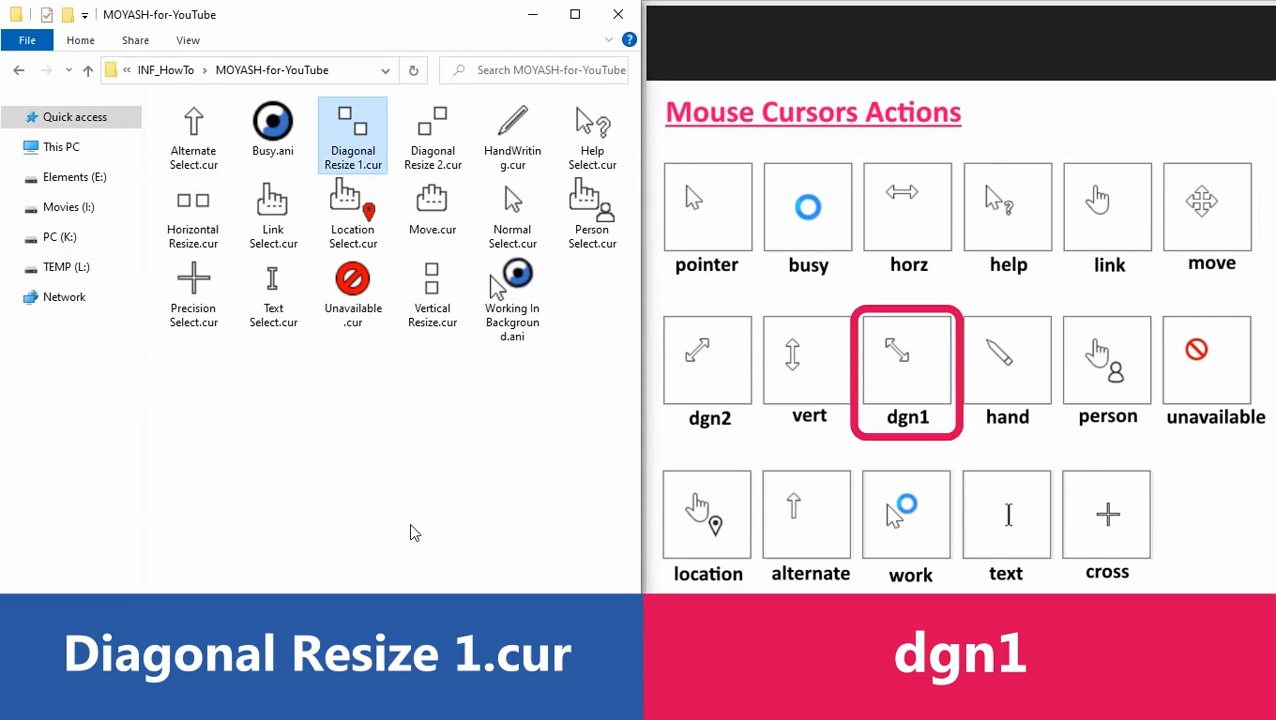 MOYASH-for-YouTube
File
Home
Share
View
INF_HowTo
MOYASH-for-YouTube
Search MOYASH-for-YouTube
Quick access
This PC
Elements (E:)
Movies (I:)
PC (K:)
TEMP (L:)
Network
Alternate
Select.cur
Busy.ani
Diagonal
Resize 1.cur
Diagonal
Resize 2.cur
HandWritin
g.cur
Help
Select.cur
Horizontal
Resize.cur
Link
Select.cur
Location
Select.cur
Move.cur
Normal
Select.cur
Person
Select.cur
Precision
Select.cur
Text
Select.cur
Unavailable
.cur
Vertical
Resize.cur
Working In
Backgroun
d.ani
Mouse Cursors Actions
pointer
busy
horz
help
link
move
dgn2
vert
dgn1
hand
person
unavailable
location
alternate
work
text
cross
Diagonal Resize 1.cur
dgn1